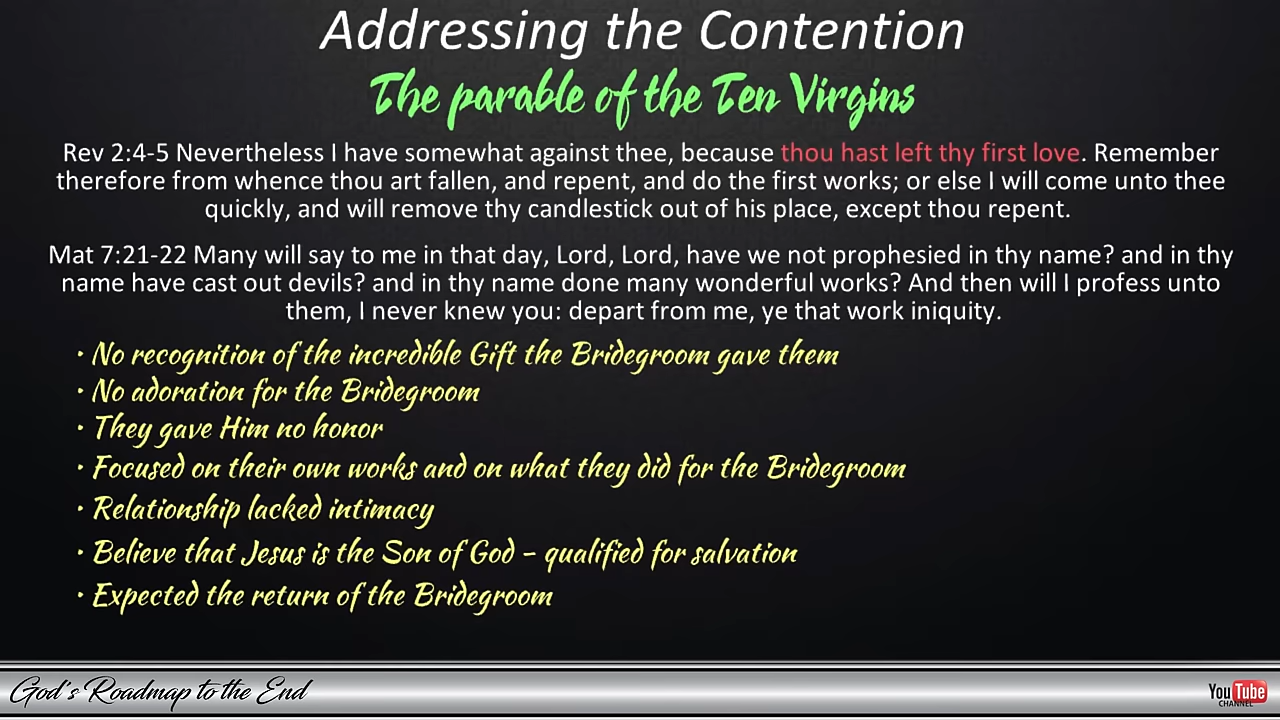 Addressing the Contention
The parable of the Ten Virgins
Rev 2:4-5 Nevertheless I have somewhat against thee, because thou hast left thy first love. Remember
therefore from whence thou art fallen, and repent, and do the first works; or else I will come unto thee
quickly, and will remove thy candlestick out of his place, except thou repent.
Mat 7:21-22 Many will say to me in that day, Lord, Lord, have we not prophesied in thy name? and in thy
name have cast out devils? and in thy name done many wonderful works? And then will I profess unto
them, I never knew you: depart from me, ye that work iniquity.
· No recognition of the incredible Gift the Bridegroom gave them
· No adoration for the Bridegroom
· They gave Him no honor
· Focused on their own works and on what they did for the Bridegroom
· Relationship lacked intimacy
· Believe that Jesus is the Son of God – qualified for salvation
· Expected the return of the Bridegroom
God's Roadmap to the End
YouTube
CHANNEL